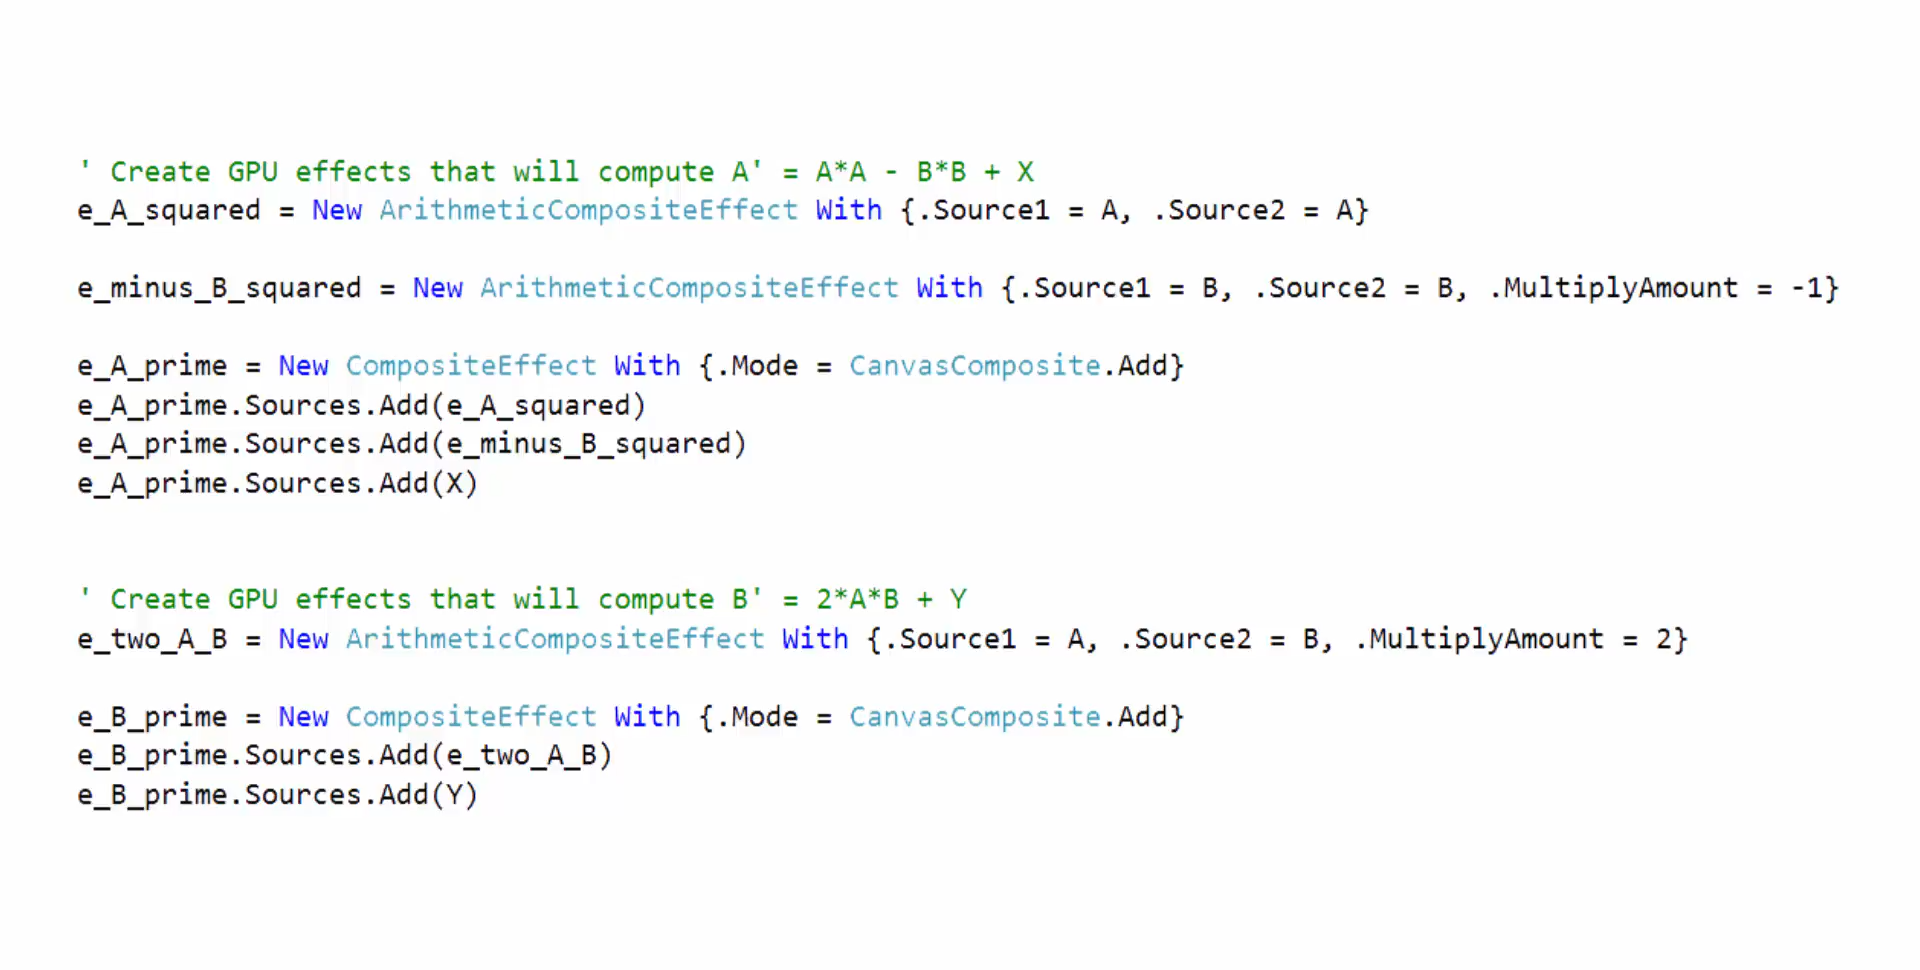 ' Create GPU effects that will compute A' = A*A - B*B + X
e_A_squared = New ArithmeticCompositeEffect With {.Source1 = A, .Source2 = A}
e_minus_B_squared = New ArithmeticCompositeEffect With {.Source1 = B, .Source2 = B, .MultiplyAmount = -1}
e_A_prime = New CompositeEffect With {.Mode = CanvasComposite.Add}
e_A_prime.Sources.Add(e_A_squared)
e_A_prime.Sources.Add(e_minus_B_squared)
e_A_prime.Sources.Add(X)
' Create GPU effects that will compute B' = 2*A*B + Y
e_two_A_B = New ArithmeticCompositeEffect With {.Source1 = A, .Source2 = B, .MultiplyAmount = 2}
e_B_prime = New CompositeEffect With {.Mode = CanvasComposite.Add}
e_B_prime.Sources.Add(e_two_A_B)
e_B_prime.Sources.Add(Y)